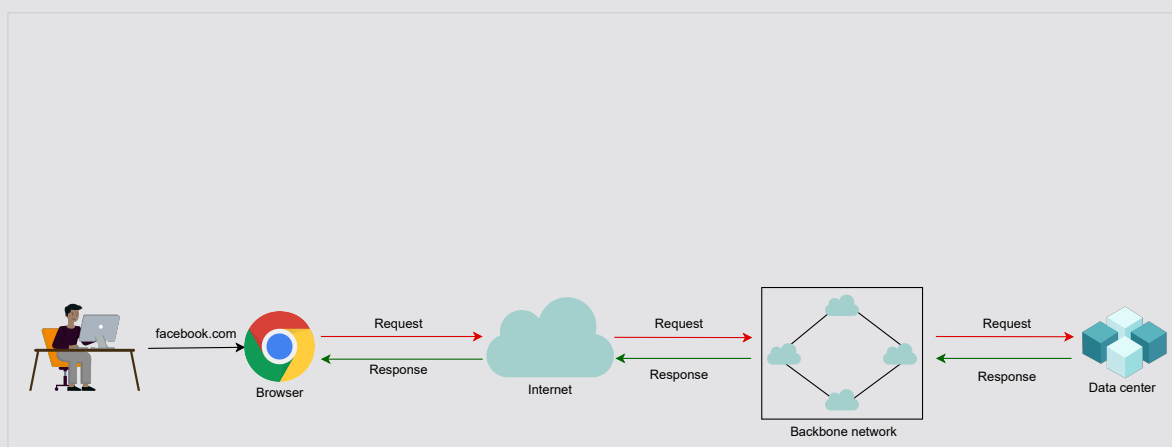 facebook.com
Browser
Request
Response
Internet
Request
Response
Backbone network
Request
Response
Data center